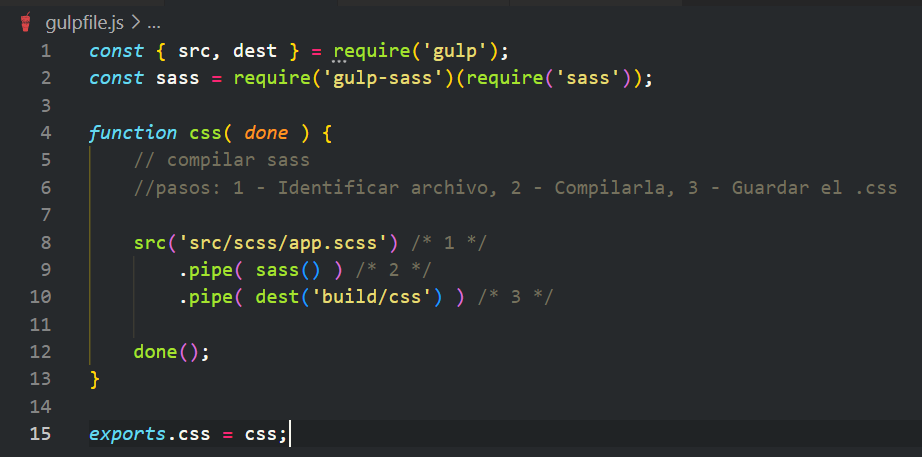 gulpfile.js > ...
1 const { src, dest } = require('gulp');
2 const sass = require('gulp-sass')(require('sass'));
3
4 function css( done ) {
5     // compilar sass
6     //pasos: 1 - Identificar archivo, 2 - Compilarla, 3 - Guardar el .css
7
8     src('src/scss/app.scss') /* 1 */
9         .pipe( sass() ) /* 2 */
10         .pipe( dest('build/css') ) /* 3 */
11
12     done();
13 }
14
15 exports.css = css;